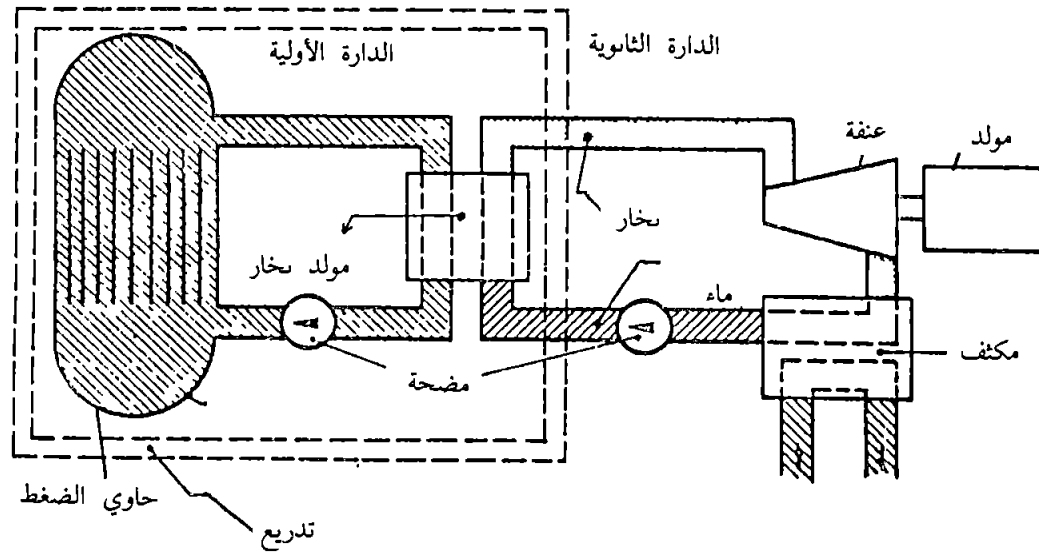 الدارة الأولية
الدارة الثانوية
عنفة
مولد
بخار
مولد بخار
ماء
مكثف
مضخة
حاوي الضغط
تدريع